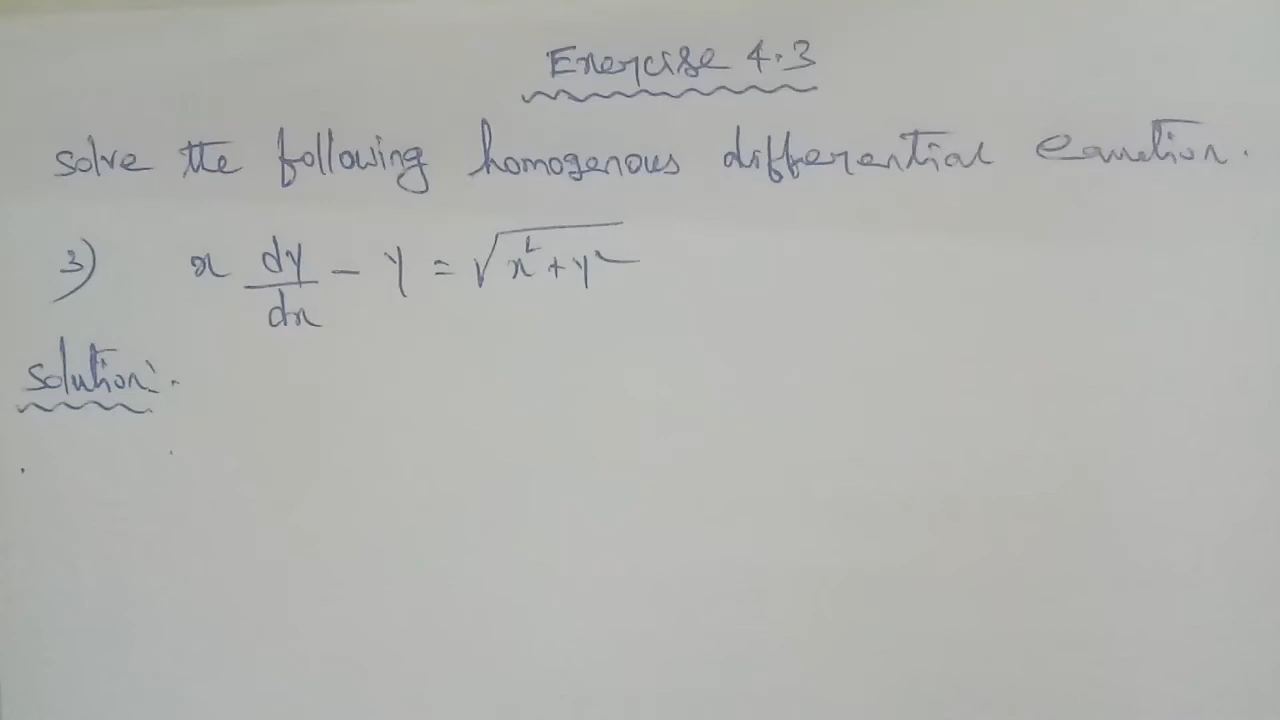 Exercise 4.3
solve the following homogenous differential equation.
3) x dy/dx - y = √x²+y²
solution:.